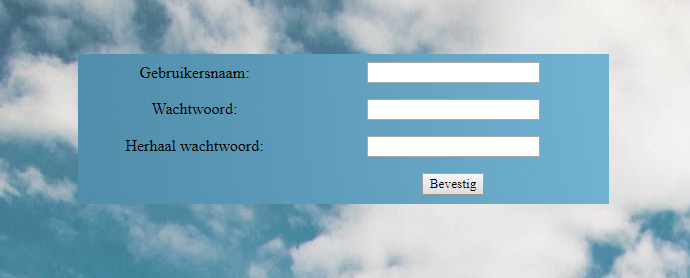 Gebruikersnaam:
Wachtwoord:
Herhaal wachtwoord:
Bevestig